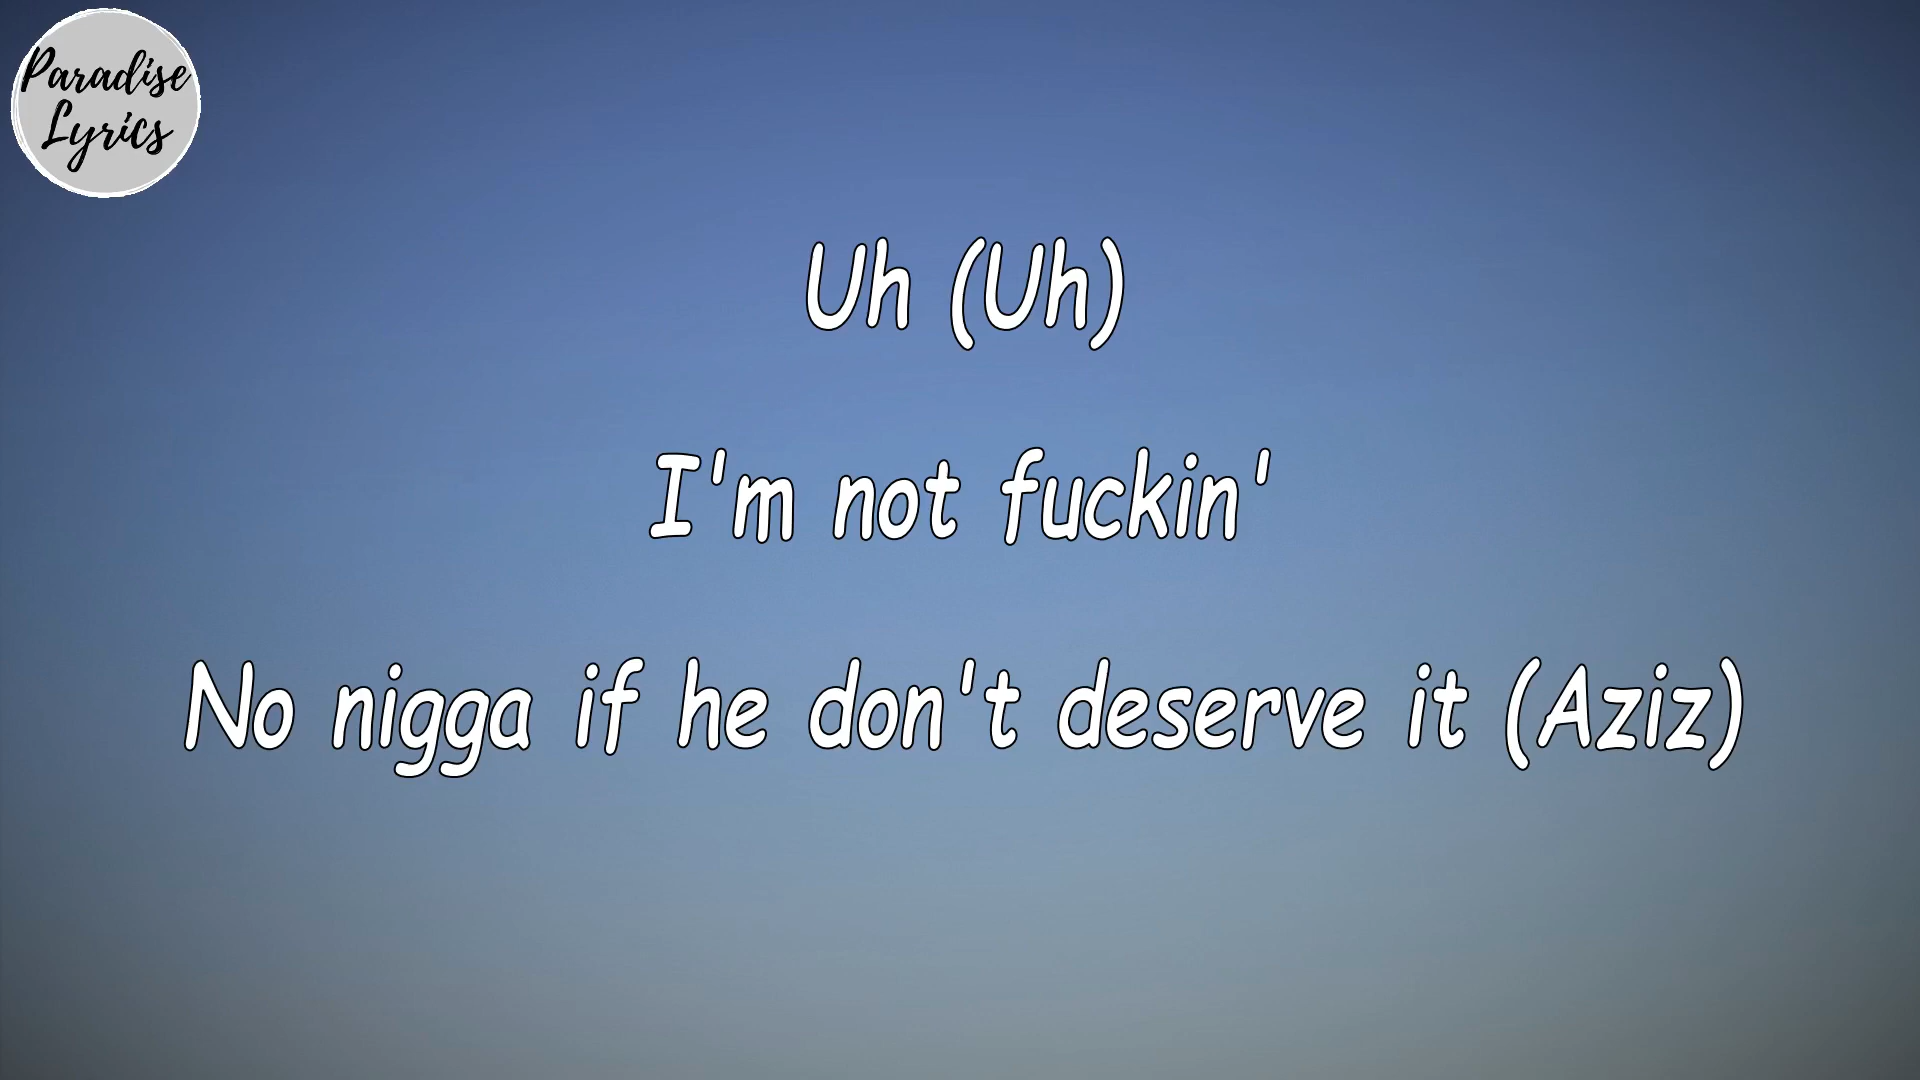 Paradise
Lyrics
Uh (Uh)
I'm not fuckin'
No nigga if he don't deserve it (Aziz)